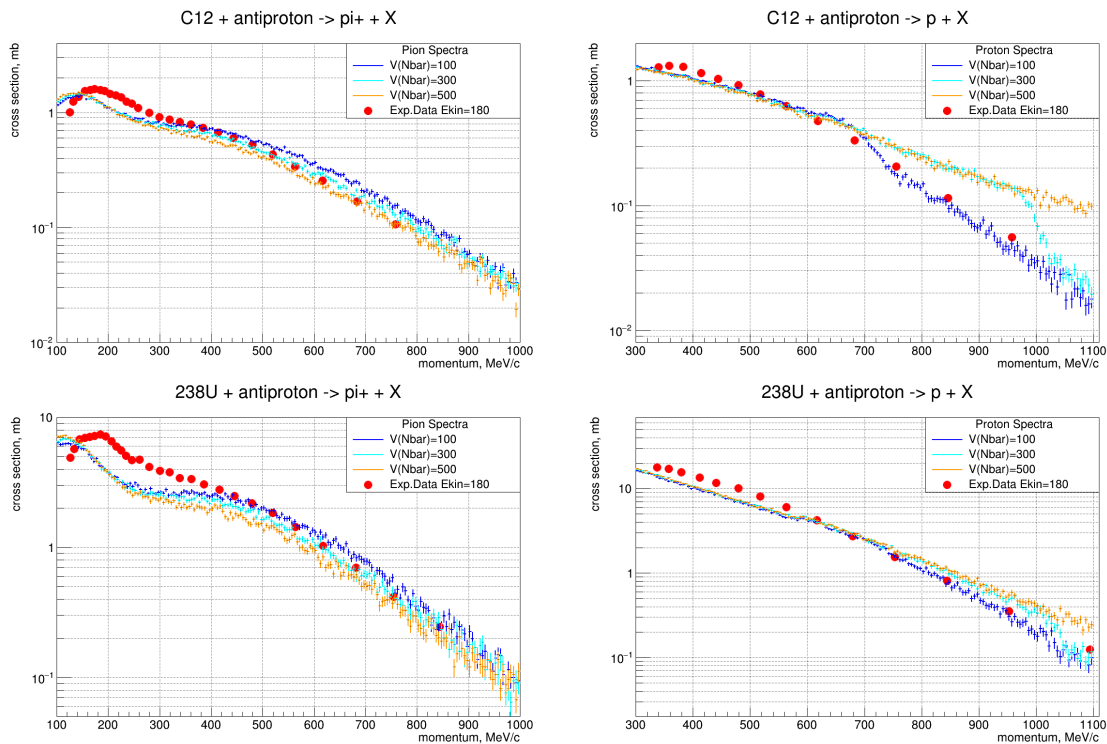 C12 + antiproton -> pi+ + X
cross section, mb
Pion Spectra
V(Nbar)=100
V(Nbar)=300
V(Nbar)=500
Exp.Data Ekin=180
1
10⁻¹
10⁻²
100 200 300 400 500 600 700 800 900 1000
momentum, MeV/c
C12 + antiproton -> p + X
cross section, mb
Proton Spectra
V(Nbar)=100
V(Nbar)=300
V(Nbar)=500
Exp.Data Ekin=180
1
10⁻¹
10⁻²
300 400 500 600 700 800 900 1000 1100
momentum, MeV/c
238U + antiproton -> pi+ + X
cross section, mb
Pion Spectra
V(Nbar)=100
V(Nbar)=300
V(Nbar)=500
Exp.Data Ekin=180
10
1
10⁻¹
100 200 300 400 500 600 700 800 900 1000
momentum, MeV/c
238U + antiproton -> p + X
cross section, mb
Proton Spectra
V(Nbar)=100
V(Nbar)=300
V(Nbar)=500
Exp.Data Ekin=180
10
1
10⁻¹
300 400 500 600 700 800 900 1000 1100
momentum, MeV/c